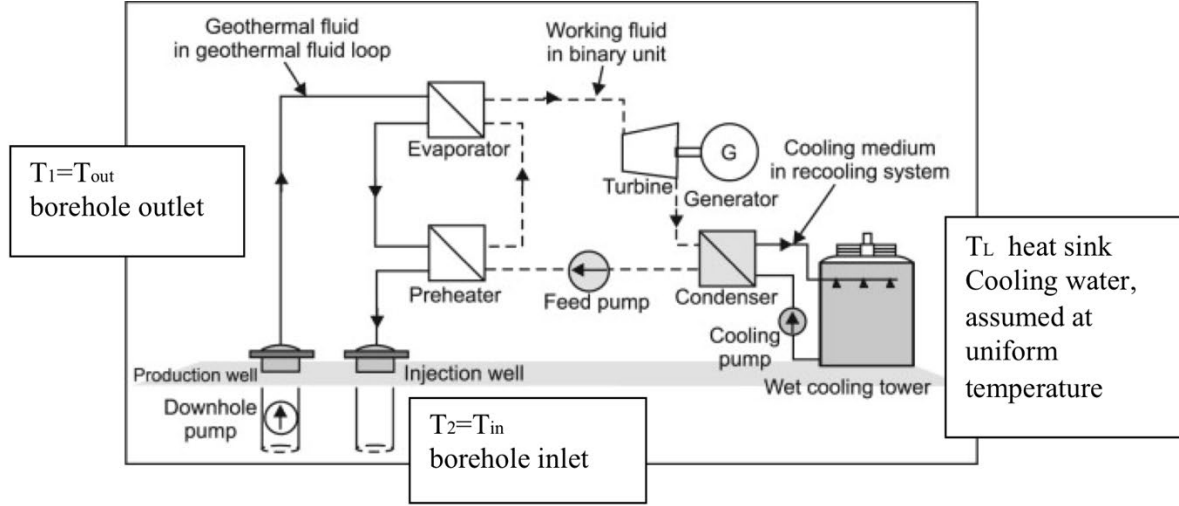 Geothermal fluid
in geothermal fluid loop
Working fluid
in binary unit
Evaporator
T1=Tout
borehole outlet
G
Turbine
Generator
Cooling medium
in recooling system
Preheater
Feed pump
Condenser
Cooling
pump
TL heat sink
Cooling water,
assumed at
uniform
temperature
Production well
Injection well
Wet cooling tower
Downhole
pump
T2=Tin
borehole inlet